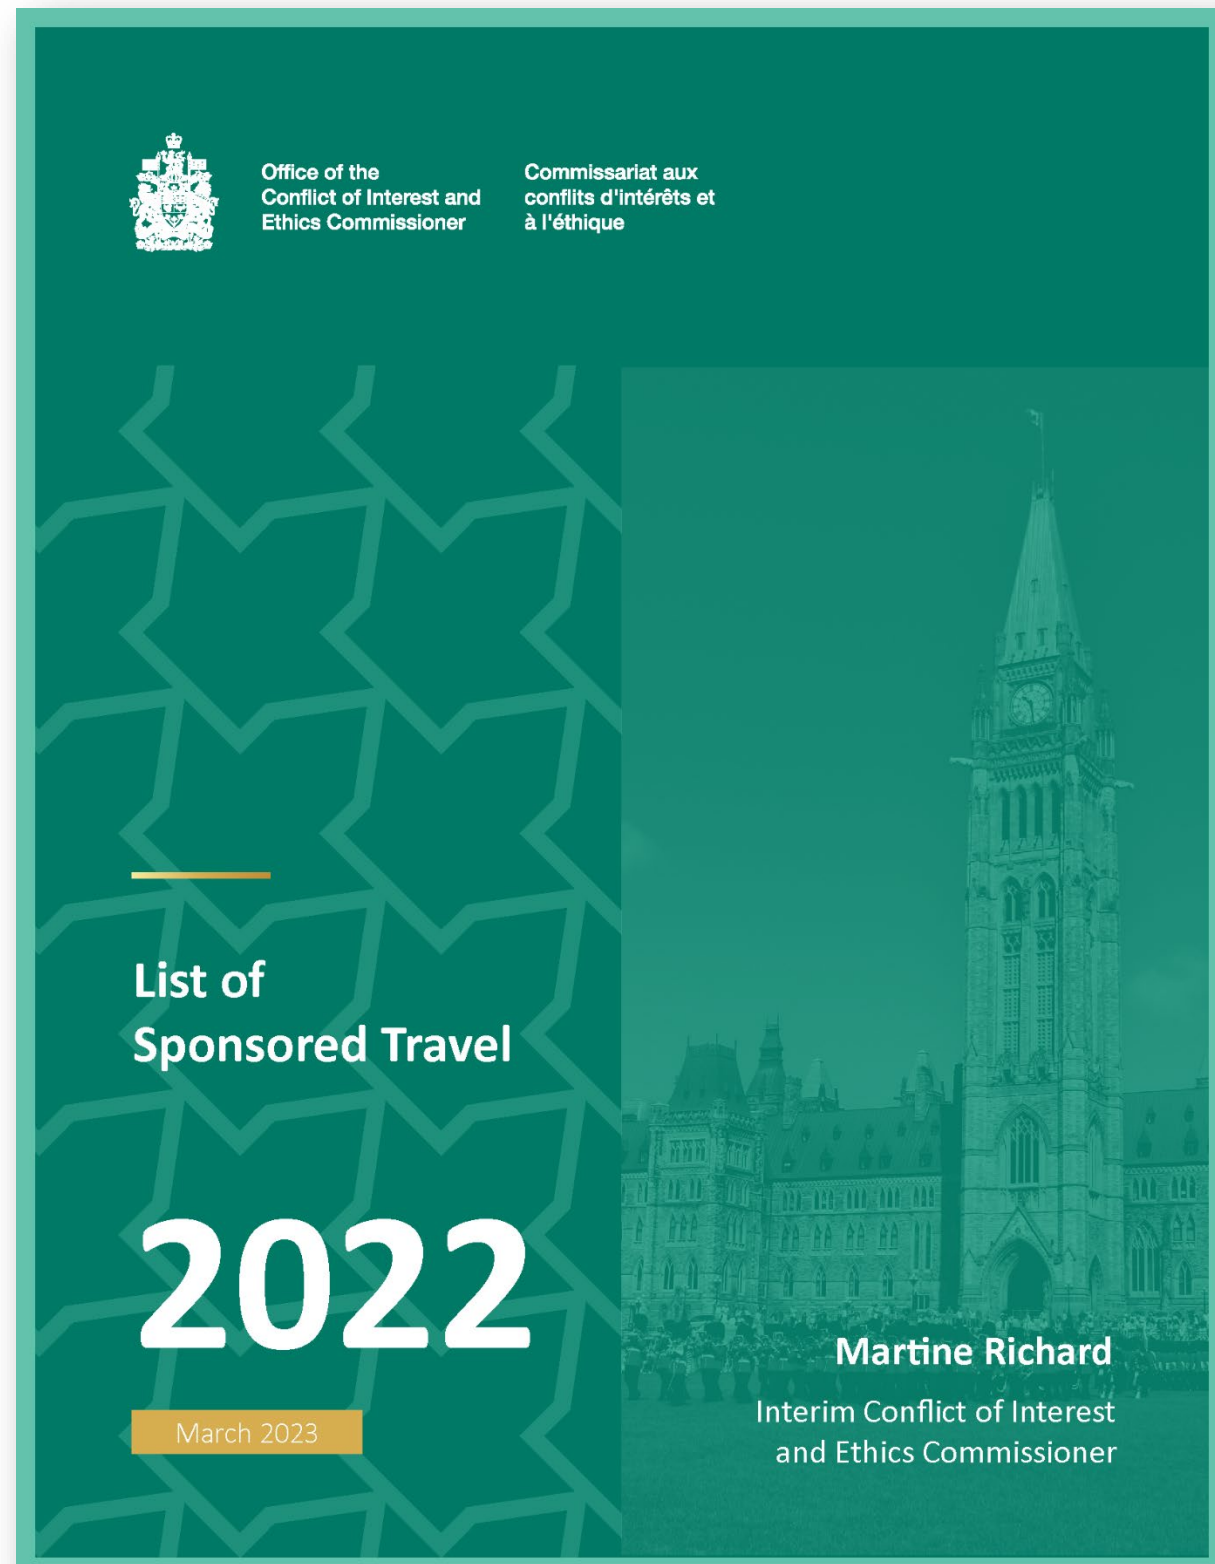 Office of the
Conflict of Interest and
Ethics Commissioner
Commissariat aux
conflits d'intérêts et
à l'éthique
List of
Sponsored Travel
2022
March 2023
Martine Richard
Interim Conflict of Interest
and Ethics Commissioner